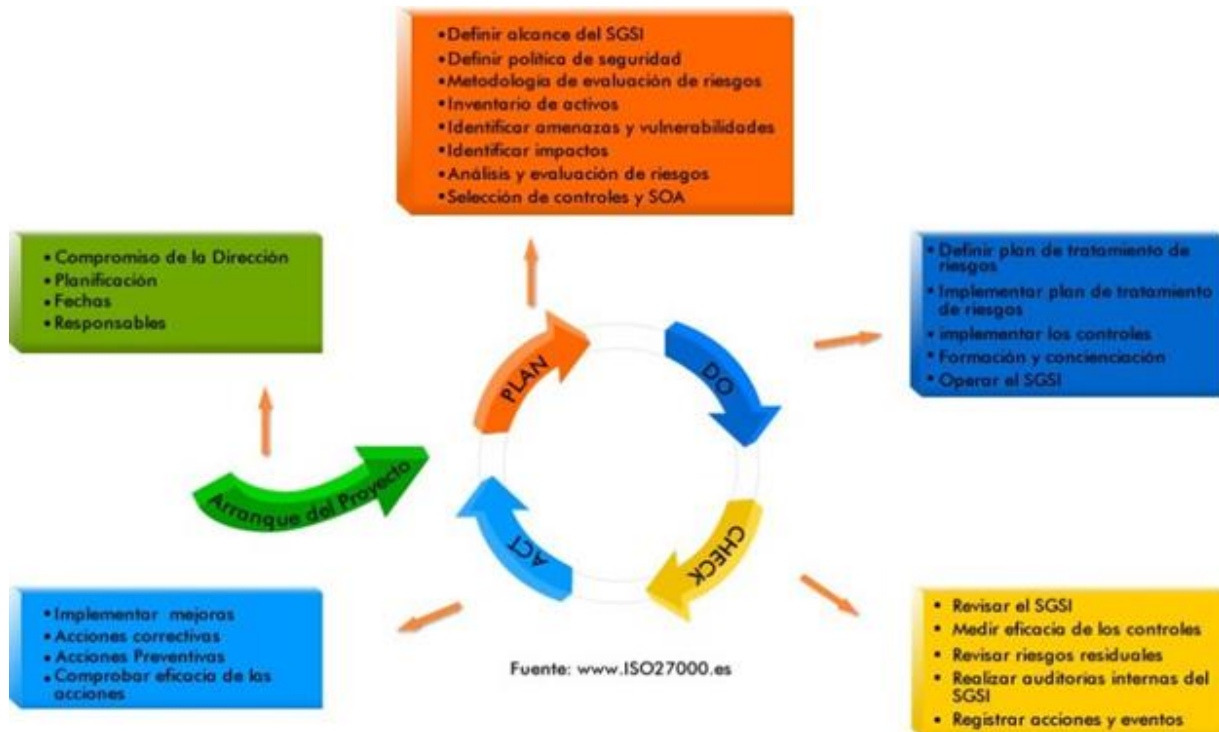 •Definir alcance del SGSI
•Definir política de seguridad
•Metodología de evaluación de riesgos
•Inventario de activos
•Identificar amenazas y vulnerabilidades
•Identificar impactos
•Análisis y evaluación de riesgos
•Selección de controles y SOA
•Compromiso de la Dirección
•Planificación
•Fechas
•Responsables
• Definir plan de tratamiento de
riesgos
• Implementar plan de tratamiento
de riesgos
• implementar los controles
• Formación y concienciación
• Operar el SGSI
PLAN
DO
Arranque del Proyecto
ACT
CHECK
•Implementar mejoras
•Acciones correctivas
•Acciones Preventivas
•Comprobar eficacia de las
acciones
Fuente: www.ISO27000.es
• Revisar el SGSI
• Medir eficacia de los controles
• Revisar riesgos residuales
• Realizar auditorias internas del
SGSI
• Registrar acciones y eventos